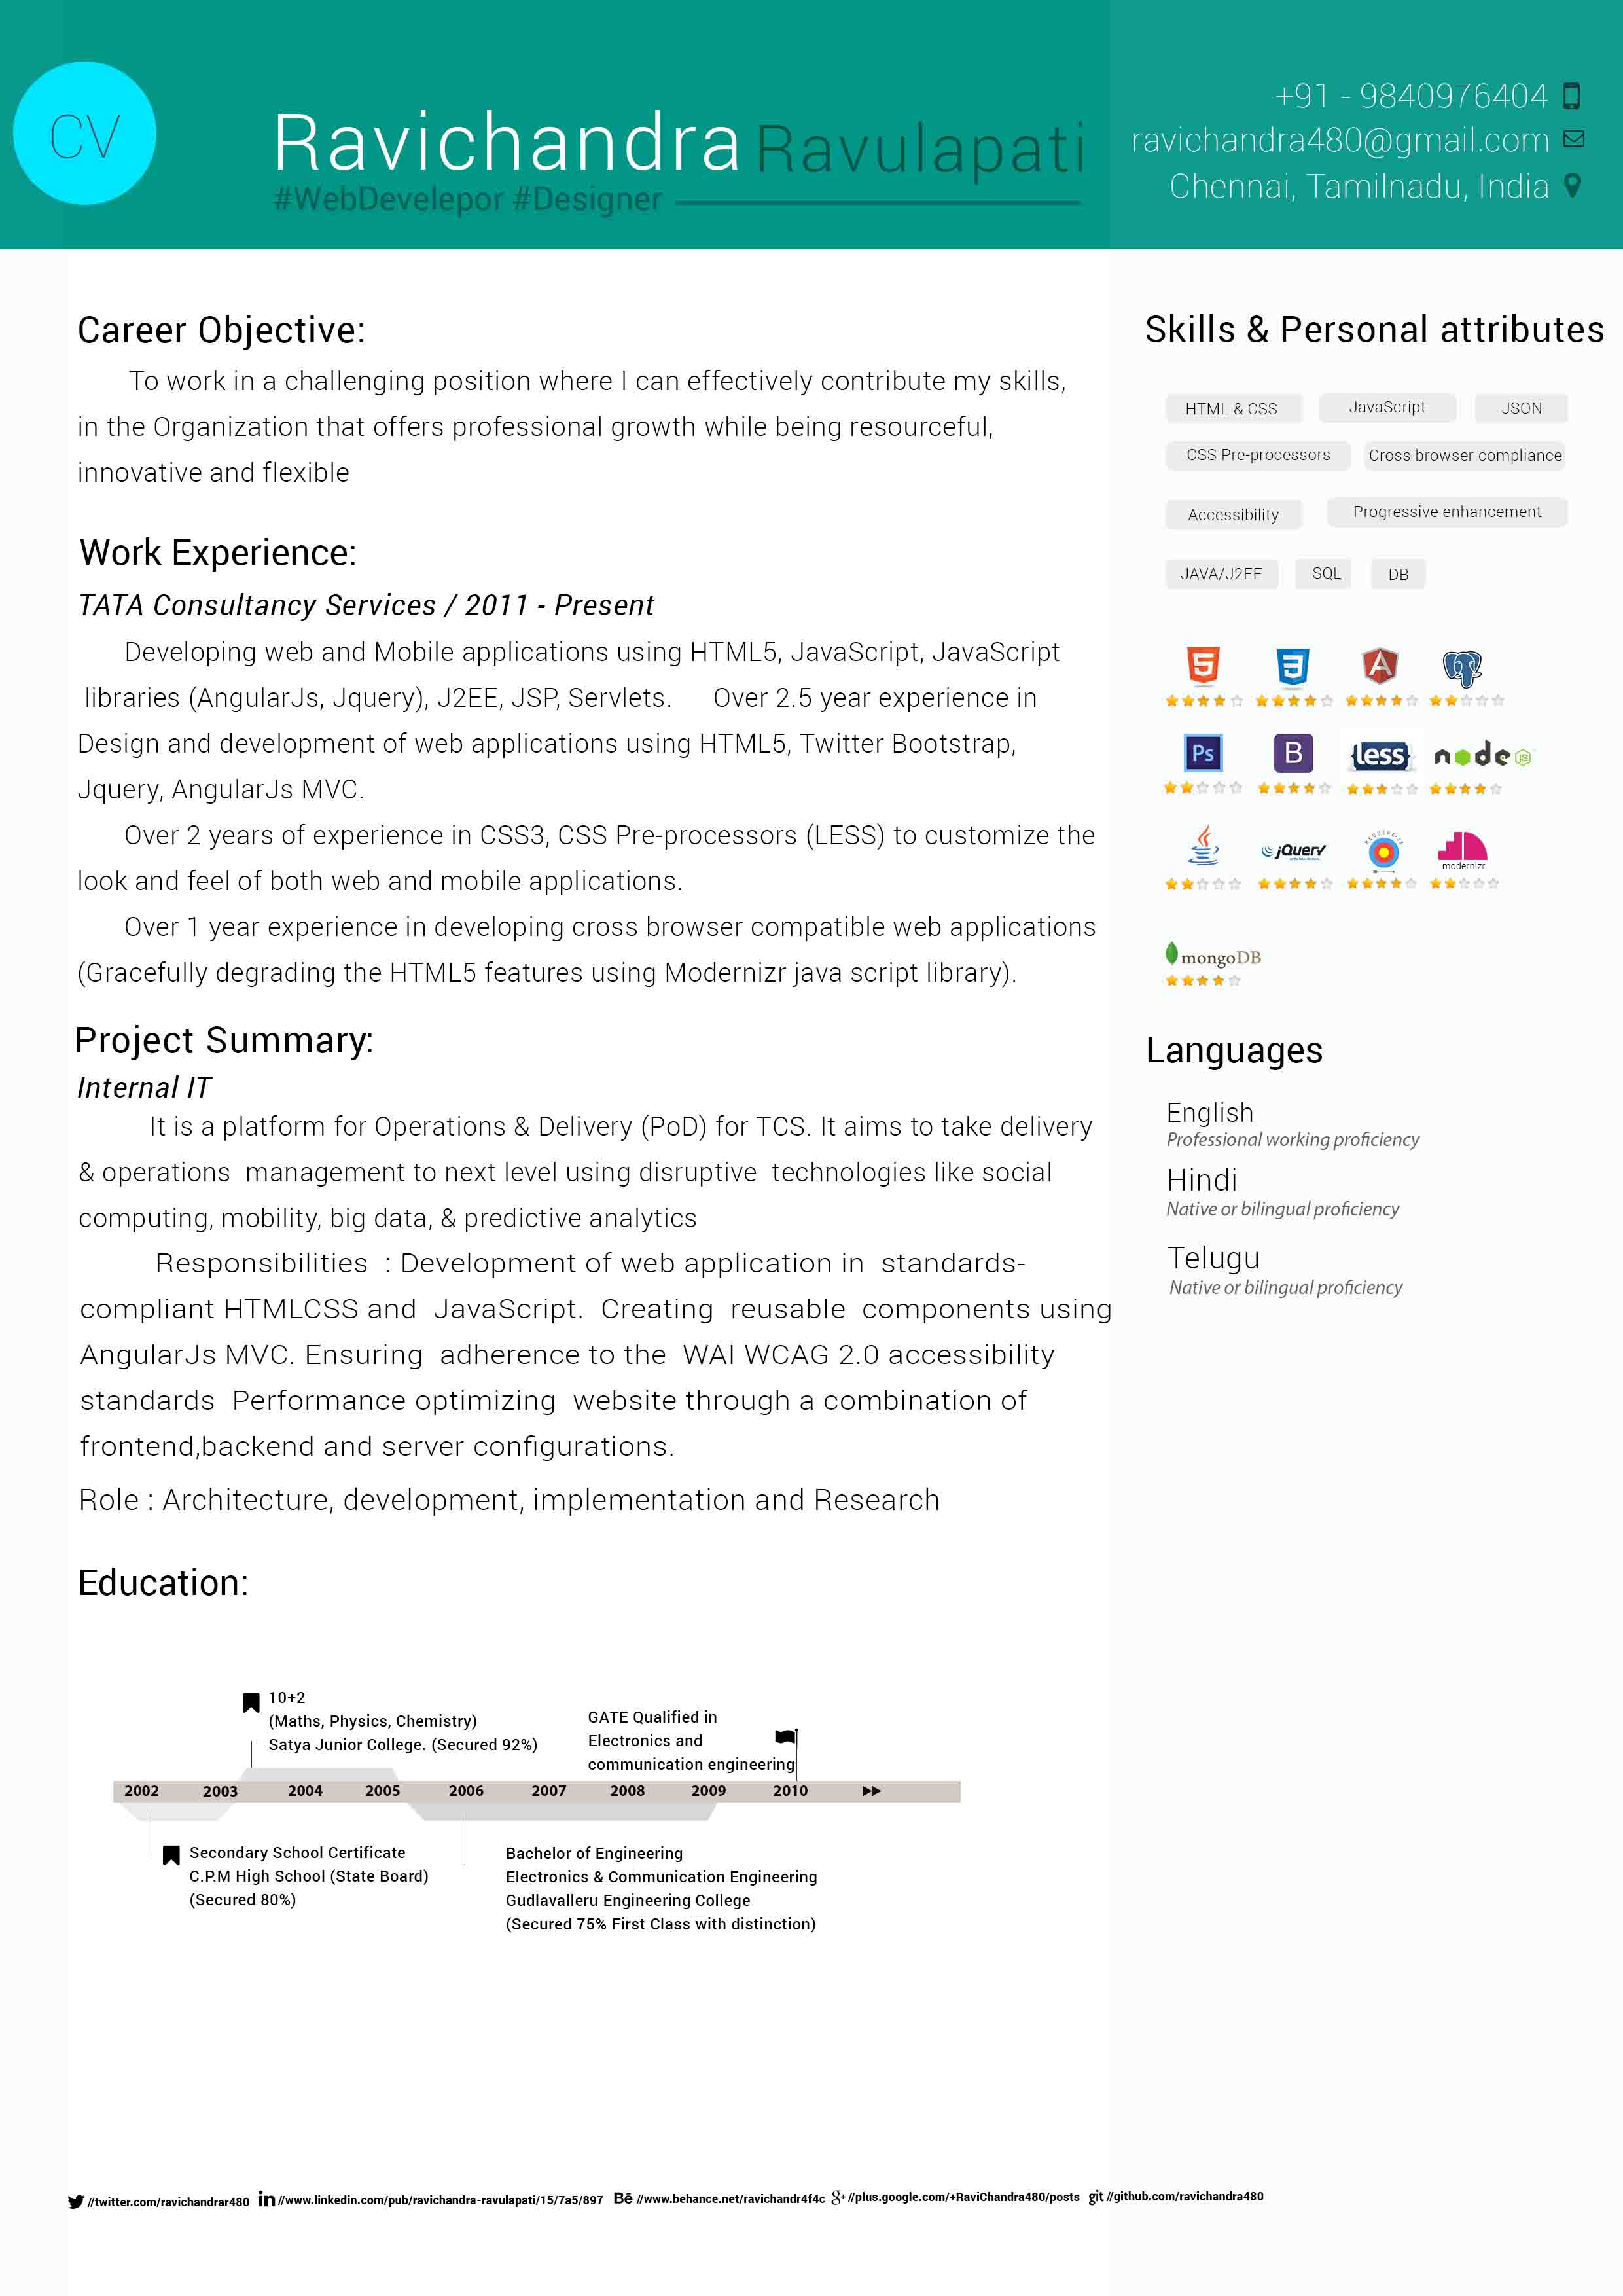 CV
Ravichandra Ravulapati
#WebDevelepor #Designer
+91 - 9840976404
ravichandra480@gmail.com
Chennai, Tamilnadu, India
Career Objective:
To work in a challenging position where I can effectively contribute my skills,
in the Organization that offers professional growth while being resourceful,
innovative and flexible
Work Experience:
TATA Consultancy Services / 2011 - Present
Developing web and Mobile applications using HTML5, JavaScript, JavaScript
libraries (AngularJs, Jquery), J2EE, JSP, Servlets. Over 2.5 year experience in
Design and development of web applications using HTML5, Twitter Bootstrap,
Jquery, AngularJs MVC.
Over 2 years of experience in CSS3, CSS Pre-processors (LESS) to customize the
look and feel of both web and mobile applications.
Over 1 year experience in developing cross browser compatible web applications
(Gracefully degrading the HTML5 features using Modernizr java script library).
Project Summary:
Internal IT
It is a platform for Operations & Delivery (PoD) for TCS. It aims to take delivery
& operations management to next level using disruptive technologies like social
computing, mobility, big data, & predictive analytics
Responsibilities : Development of web application in standards-
compliant HTMLCSS and JavaScript. Creating reusable components using
AngularJs MVC. Ensuring adherence to the WAI WCAG 2.0 accessibility
standards Performance optimizing website through a combination of
frontend,backend and server configurations.
Role : Architecture, development, implementation and Research
Education:
10+2
(Maths, Physics, Chemistry)
Satya Junior College. (Secured 92%)
GATE Qualified in
Electronics and
communication engineering
2002 2003 2004 2005 2006 2007 2008 2009 2010
Secondary School Certificate
C.P.M High School (State Board)
(Secured 80%)
Bachelor of Engineering
Electronics & Communication Engineering
Gudlavalleru Engineering College
(Secured 75% First Class with distinction)
Skills & Personal attributes
HTML & CSS JavaScript JSON
CSS Pre-processors Cross browser compliance
Accessibility Progressive enhancement
JAVA/J2EE SQL DB
5 3 A
Ps B {less} node JS
jQuery REQUIRE-JS modernizr
mongoDB
Languages
English
Professional working proficiency
Hindi
Native or bilingual proficiency
Telugu
Native or bilingual proficiency
//twitter.com/ravichandrar480 in //www.linkedin.com/pub/ravichandra-ravulapati/15/7a5/897 Bē //www.behance.net/ravichandr4f4c g+ //plus.google.com/+RaviChandra480/posts git //github.com/ravichandra480